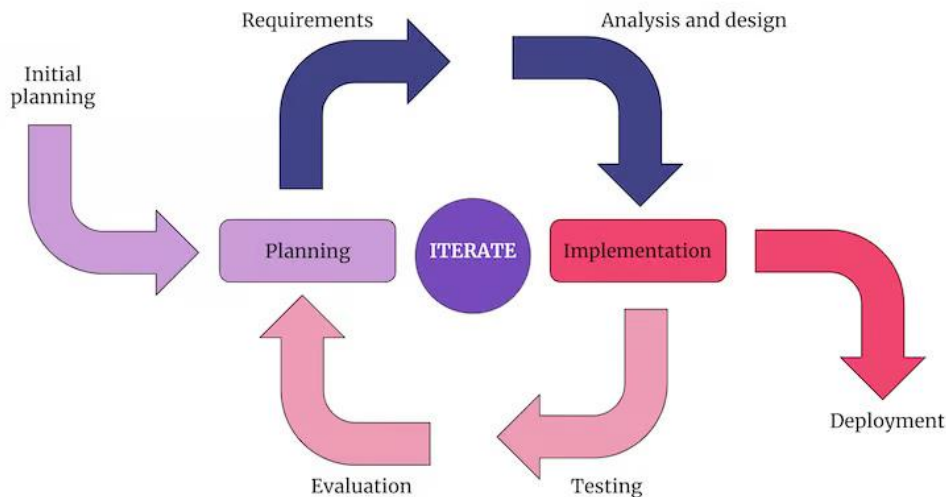 Requirements
Analysis and design
Initial
planning
Planning
ITERATE
Implementation
Deployment
Evaluation
Testing